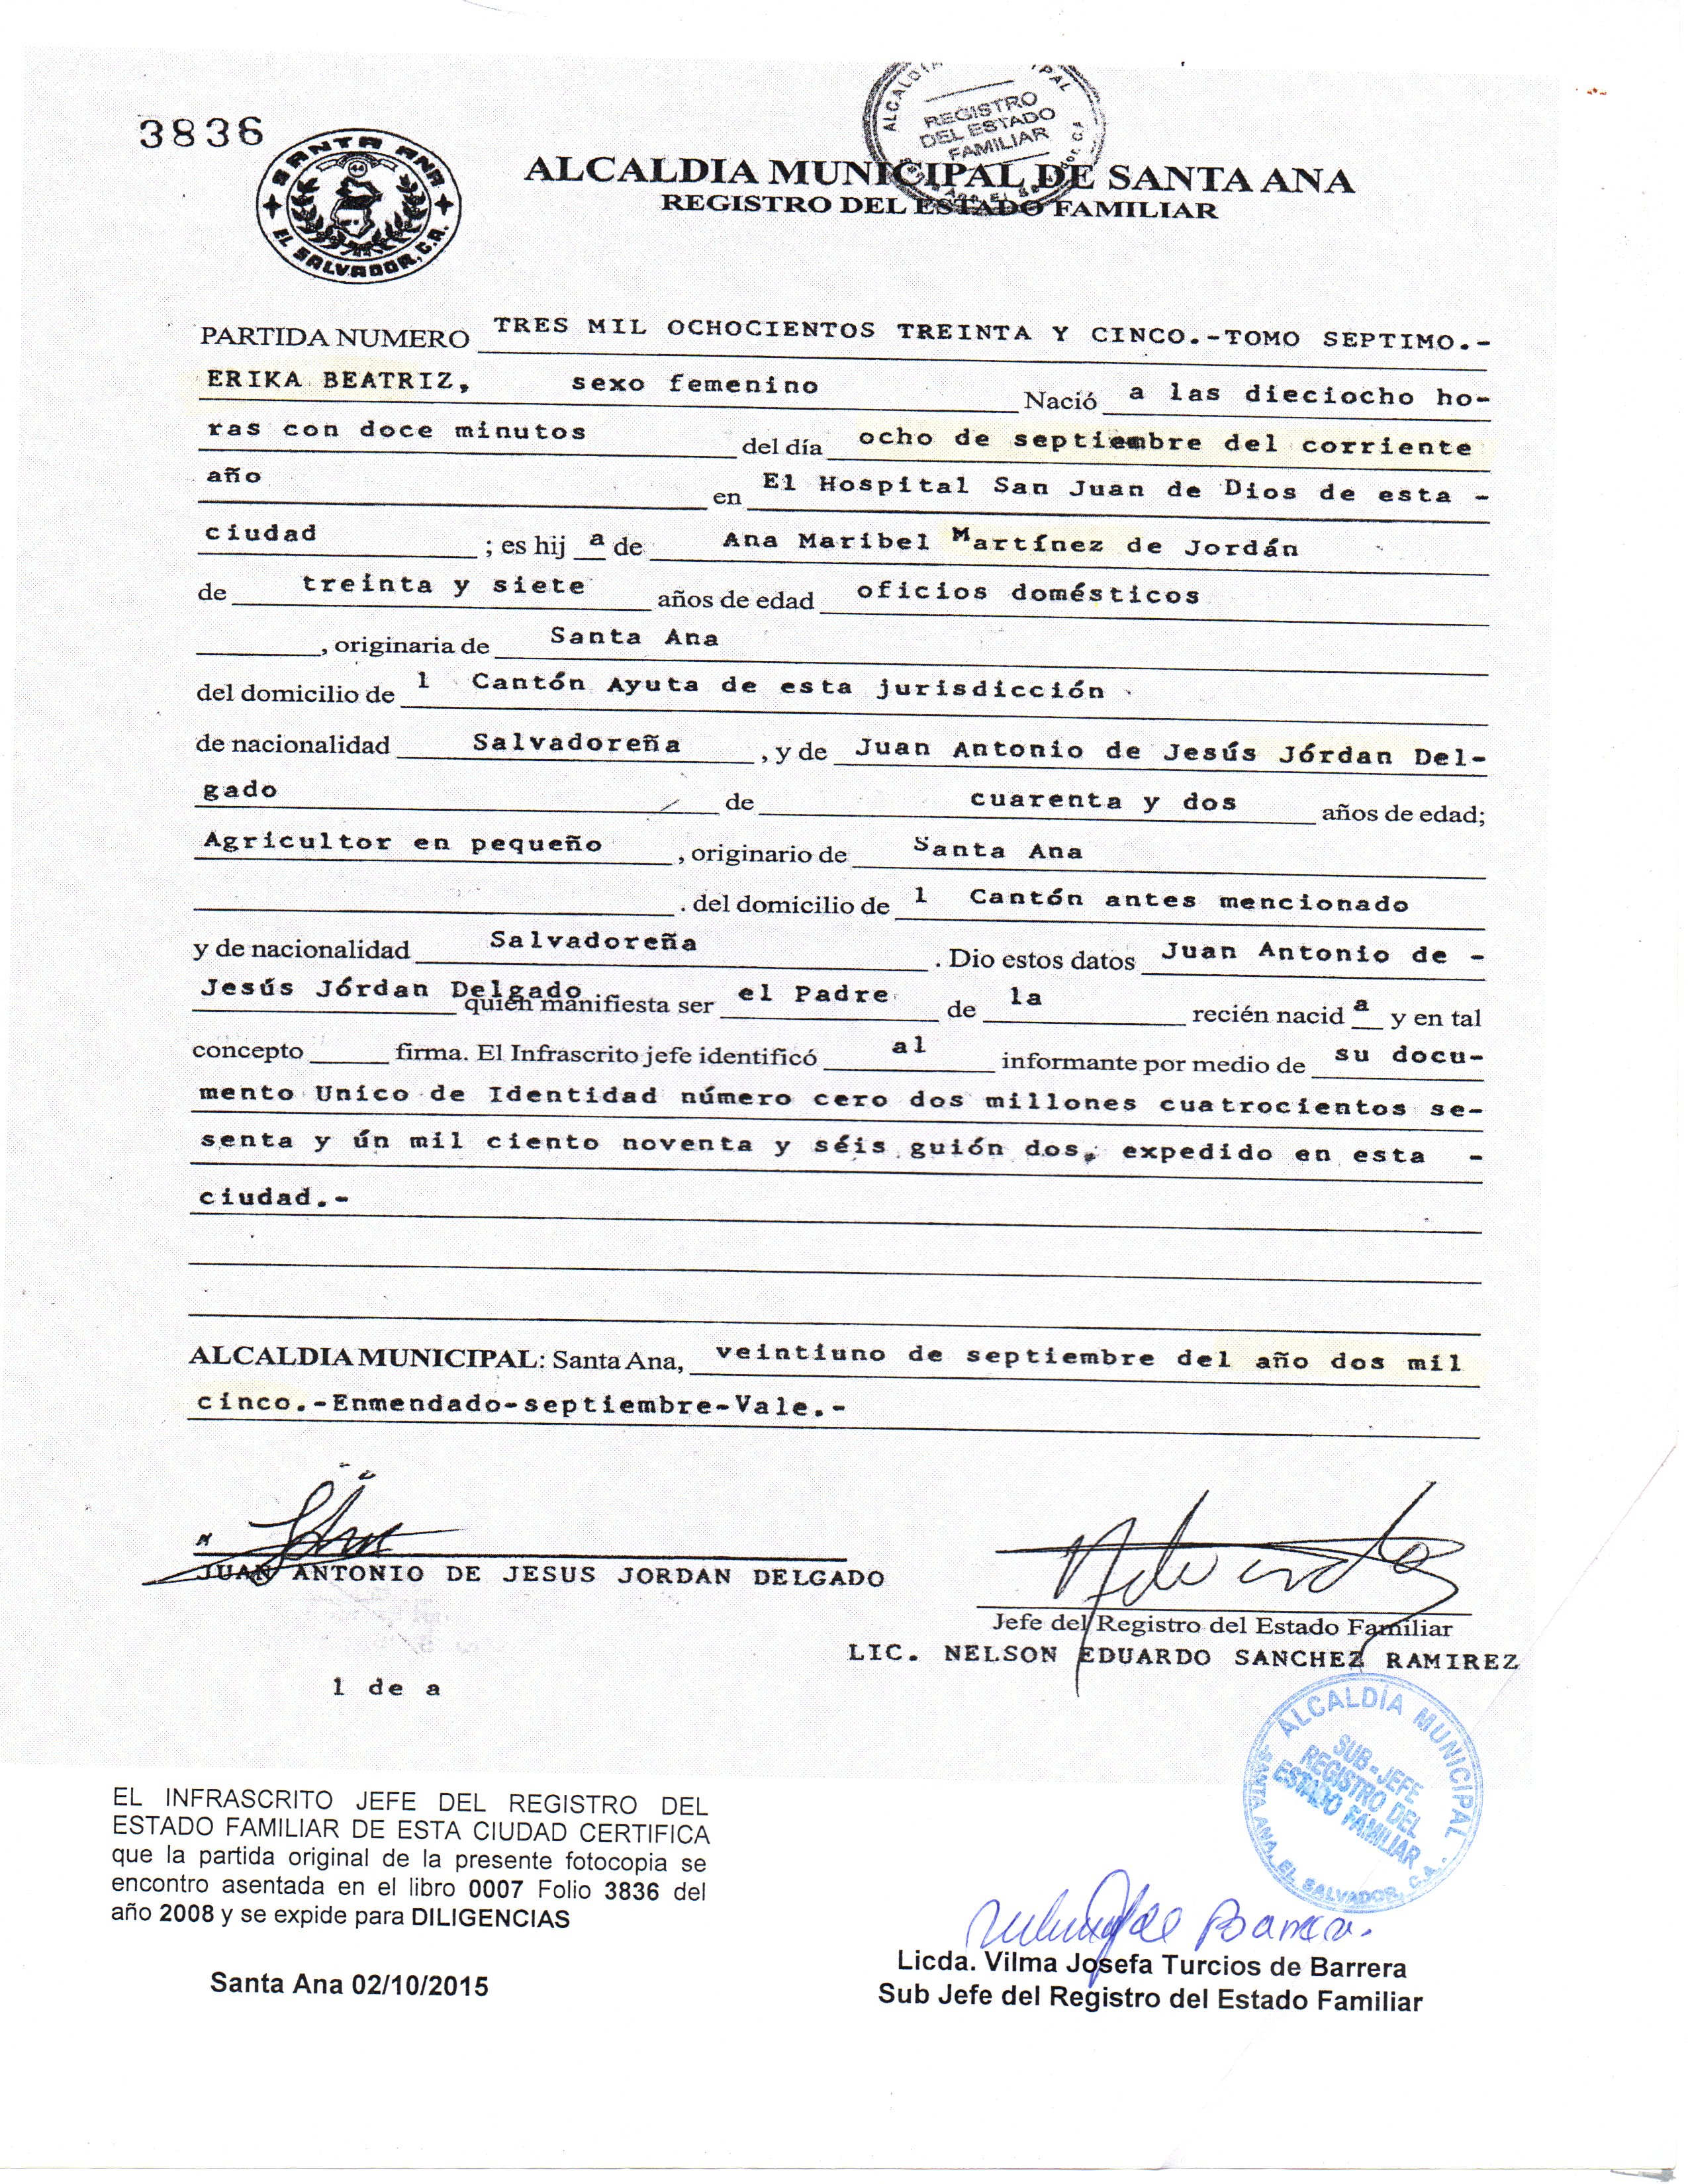 3836
SANTA ANA
EL SALVADOR, C.A.
REGISTRO
DEL ESTADO
FAMILIAR
ALCALDIA MUNICIPAL DE SANTA ANA
REGISTRO DEL ESTADO FAMILIAR
PARTIDA NUMERO TRES MIL OCHOCIENTOS TREINTA Y CINCO.-TOMO SEPTIMO.-
ERIKA BEATRIZ, sexo femenino Nació a las dieciocho ho-
ras con doce minutos del día ocho de septiembre del corriente
año en El Hospital San Juan de Dios de esta -
ciudad ; es hij a de Ana Maribel Martínez de Jordán
de treinta y siete años de edad oficios domésticos
, originaria de Santa Ana
del domicilio de l Cantón Ayuta de esta jurisdicción
de nacionalidad Salvadoreña , y de Juan Antonio de Jesús Jórdan Del-
gado de cuarenta y dos años de edad;
Agricultor en pequeño , originario de Santa Ana
. del domicilio de l Cantón antes mencionado
y de nacionalidad Salvadoreña . Dio estos datos Juan Antonio de -
Jesús Jórdan Delgado quien manifiesta ser el Padre de la recién nacid a y en tal
concepto firma. El Infrascrito jefe identificó al informante por medio de su docu-
mento Unico de Identidad número cero dos millones cuatrocientos se-
senta y ún mil ciento noventa y séis guión dos, expedido en esta -
ciudad.-
ALCALDIA MUNICIPAL: Santa Ana, veintiuno de septiembre del año dos mil
cinco.-Enmendado-septiembre-Vale.-
JUAN ANTONIO DE JESUS JORDAN DELGADO
Jefe del Registro del Estado Familiar
LIC. NELSON EDUARDO SANCHEZ RAMIREZ
l de a
ALCALDÍA MUNICIPAL
SUB-JEFE
REGISTRO DEL
ESTADO FAMILIAR
SANTA ANA, EL SALVADOR, C.A.
EL INFRASCRITO JEFE DEL REGISTRO DEL
ESTADO FAMILIAR DE ESTA CIUDAD CERTIFICA
que la partida original de la presente fotocopia se
encontro asentada en el libro 0007 Folio 3836 del
año 2008 y se expide para DILIGENCIAS
Santa Ana 02/10/2015
Licda. Vilma Josefa Turcios de Barrera
Sub Jefe del Registro del Estado Familiar